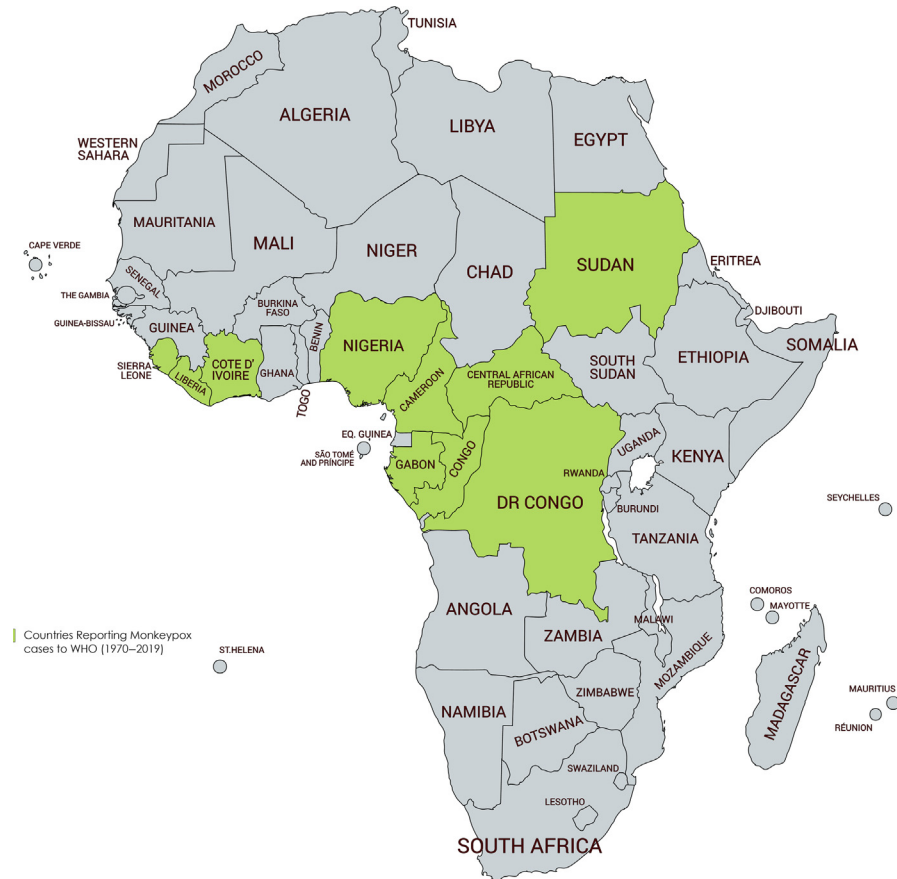 TUNISIA
MOROCCO
ALGERIA
LIBYA
EGYPT
WESTERN
SAHARA
MAURITANIA
MALI
NIGER
CHAD
SUDAN
ERITREA
CAPE VERDE
SENEGAL
THE GAMBIA
GUINEA-BISSAU
GUINEA
BURKINA
FASO
BENIN
NIGERIA
DJIBOUTI
SOMALIA
ETHIOPIA
SOUTH
SUDAN
SIERRA
LEONE
LIBERIA
COTE D'
IVOIRE
GHANA
TOGO
CAMEROON
CENTRAL AFRICAN
REPUBLIC
EQ. GUINEA
SÃO TOMÉ
AND PRÍNCIPE
GABON
CONGO
DR CONGO
UGANDA
KENYA
RWANDA
BURUNDI
TANZANIA
SEYCHELLES
ANGOLA
ZAMBIA
MALAWI
MOZAMBIQUE
COMOROS
MAYOTTE
MADAGASCAR
MAURITIUS
RÉUNION
Countries Reporting Monkeypox
cases to WHO (1970–2019)
ST.HELENA
NAMIBIA
ZIMBABWE
BOTSWANA
SWAZILAND
LESOTHO
SOUTH AFRICA